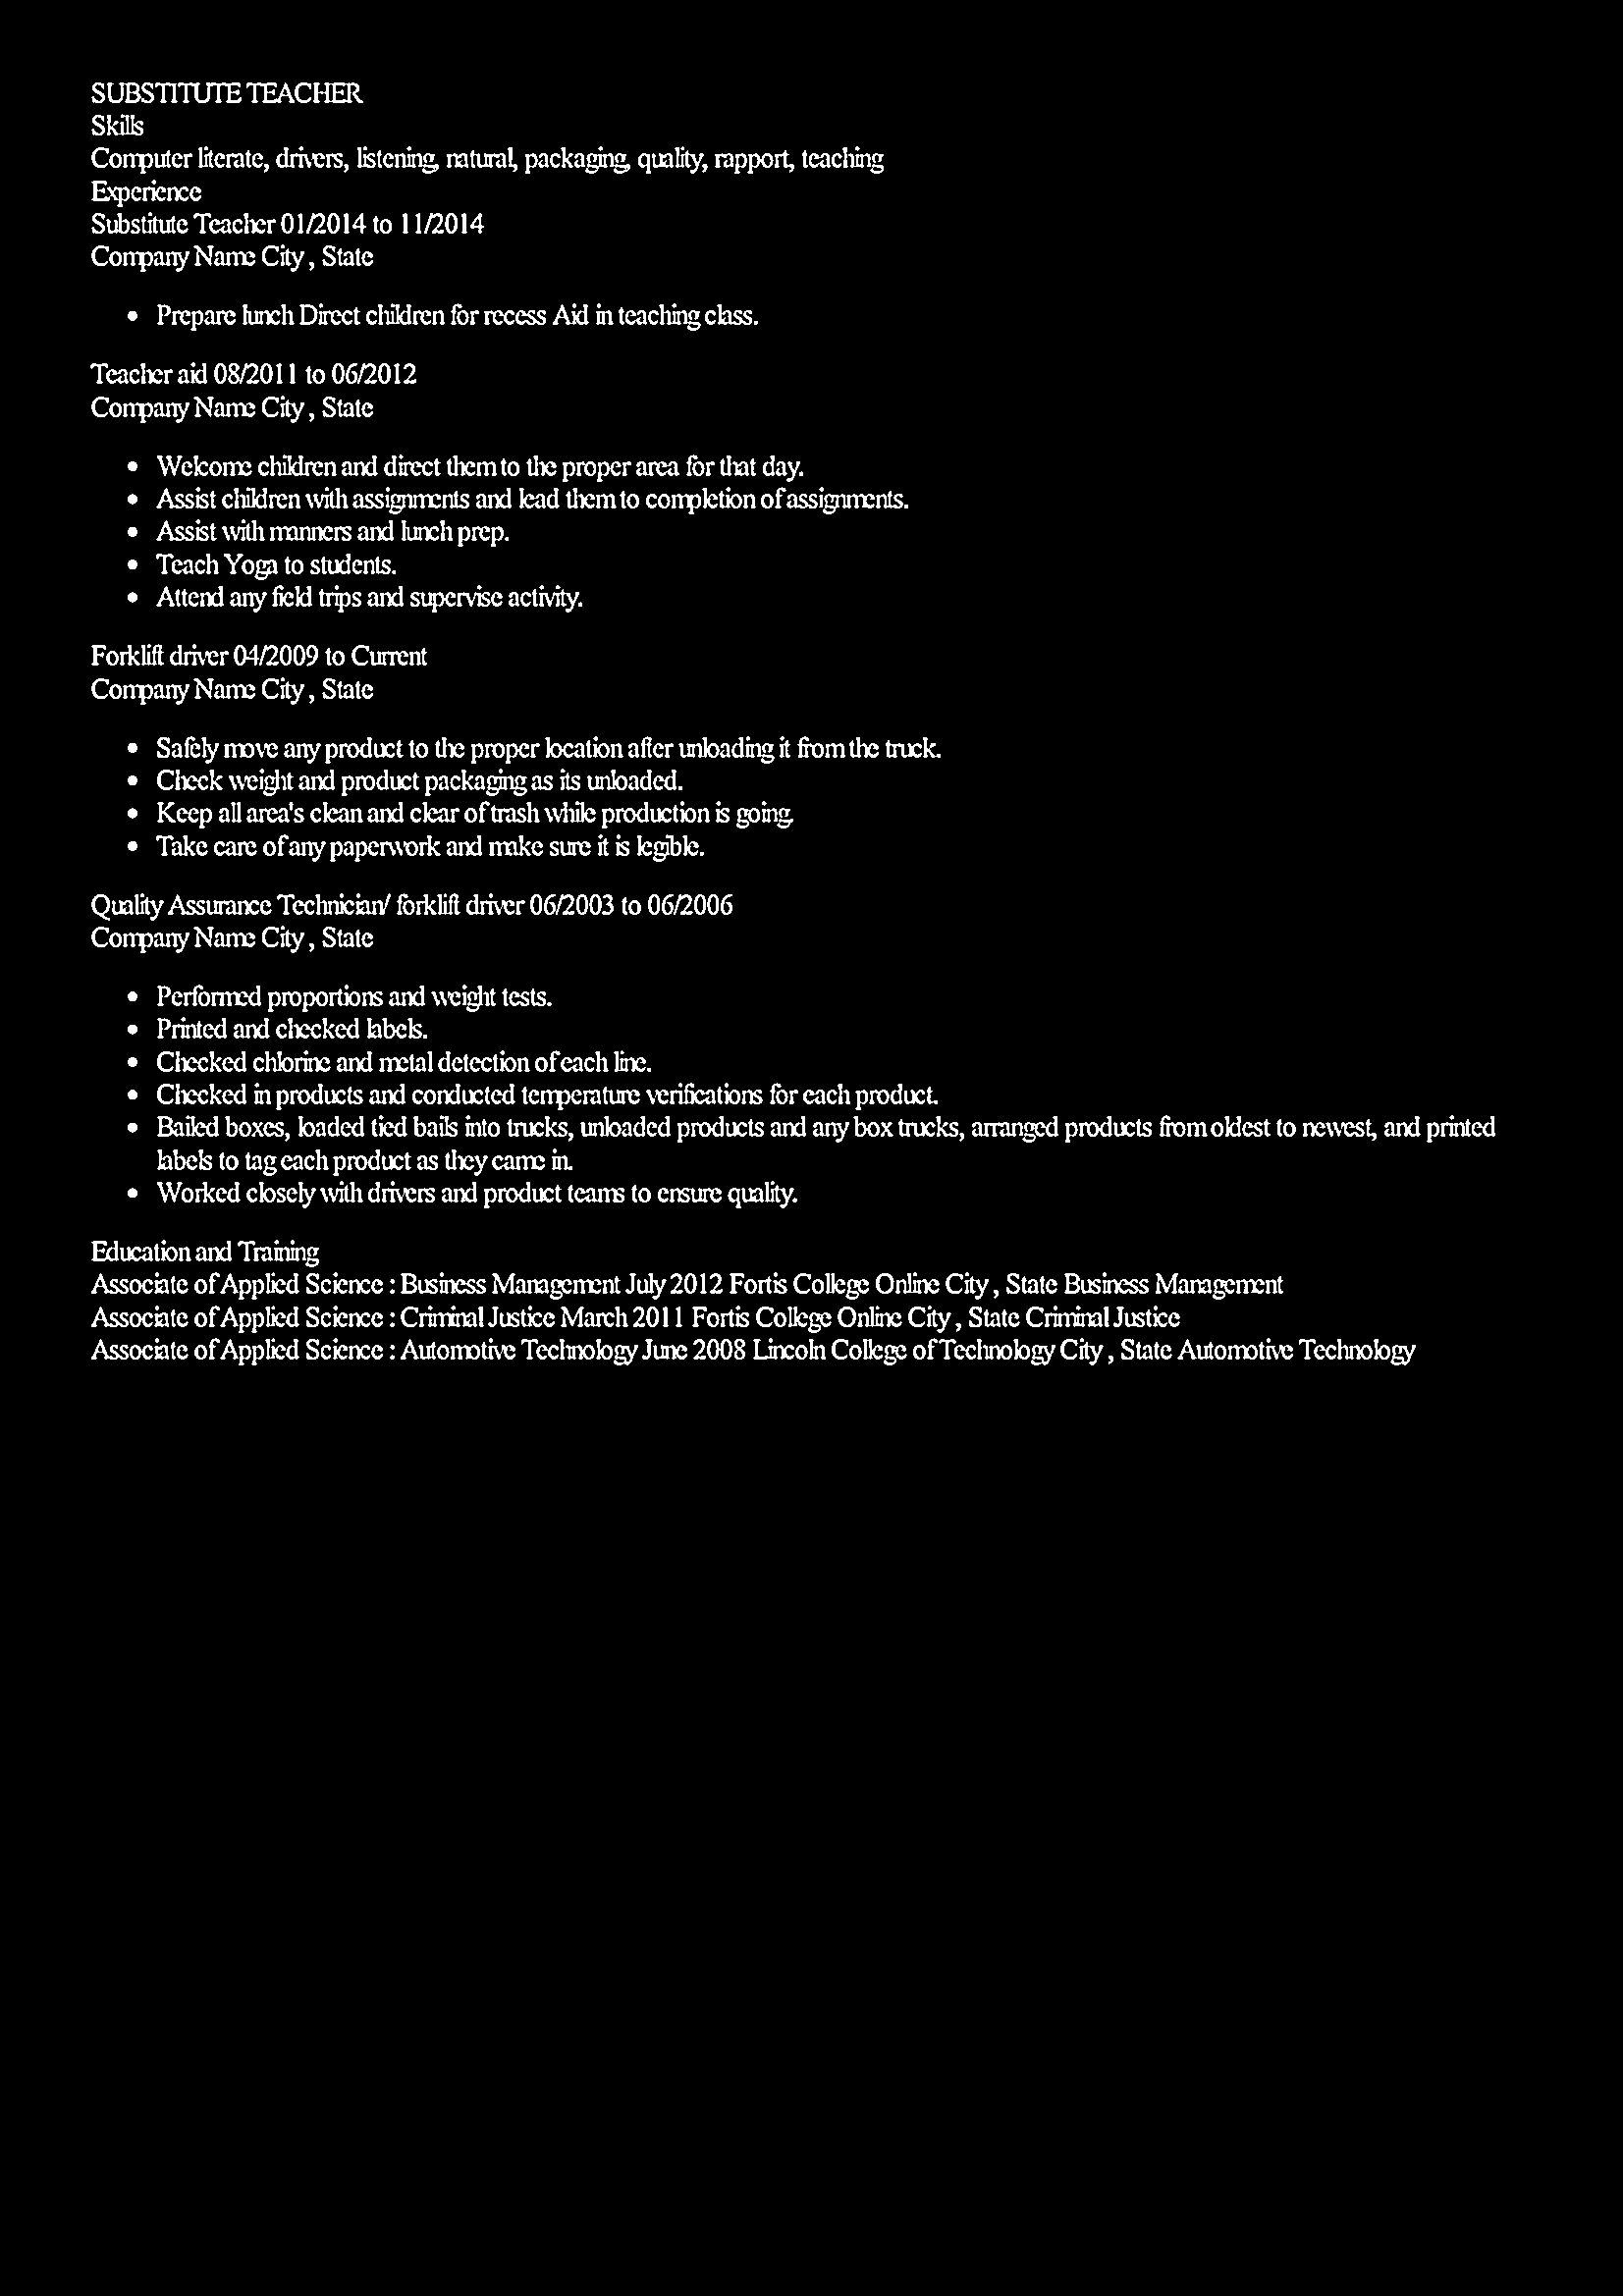 SUBSTITUTE TEACHER
Skills
Computer literate, drivers, listening, natural, packaging, quality, rapport, teaching
Experience
Substitute Teacher 01/2014 to 11/2014
Company Name City , State
• Prepare lunch Direct children for recess Aid in teaching class.
Teacher aid 08/2011 to 06/2012
Company Name City , State
• Welcome children and direct them to the proper area for that day.
• Assist children with assignments and lead them to completion of assignments.
• Assist with manners and lunch prep.
• Teach Yoga to students.
• Attend any field trips and supervise activity.
Forklift driver 04/2009 to Current
Company Name City , State
• Safely move any product to the proper location after unloading it from the truck.
• Check weight and product packaging as its unloaded.
• Keep all area's clean and clear of trash while production is going.
• Take care of any paperwork and make sure it is legible.
Quality Assurance Technician/ forklift driver 06/2003 to 06/2006
Company Name City , State
• Performed proportions and weight tests.
• Printed and checked labels.
• Checked chlorine and metal detection of each line.
• Checked in products and conducted temperature verifications for each product.
• Bailed boxes, loaded tied bails into trucks, unloaded products and any box trucks, arranged products from oldest to newest, and printed
labels to tag each product as they came in.
• Worked closely with drivers and product teams to ensure quality.
Education and Training
Associate of Applied Science : Business Management July 2012 Fortis College Online City , State Business Management
Associate of Applied Science : Criminal Justice March 2011 Fortis College Online City , State Criminal Justice
Associate of Applied Science : Automotive Technology June 2008 Lincoln College of Technology City , State Automotive Technology